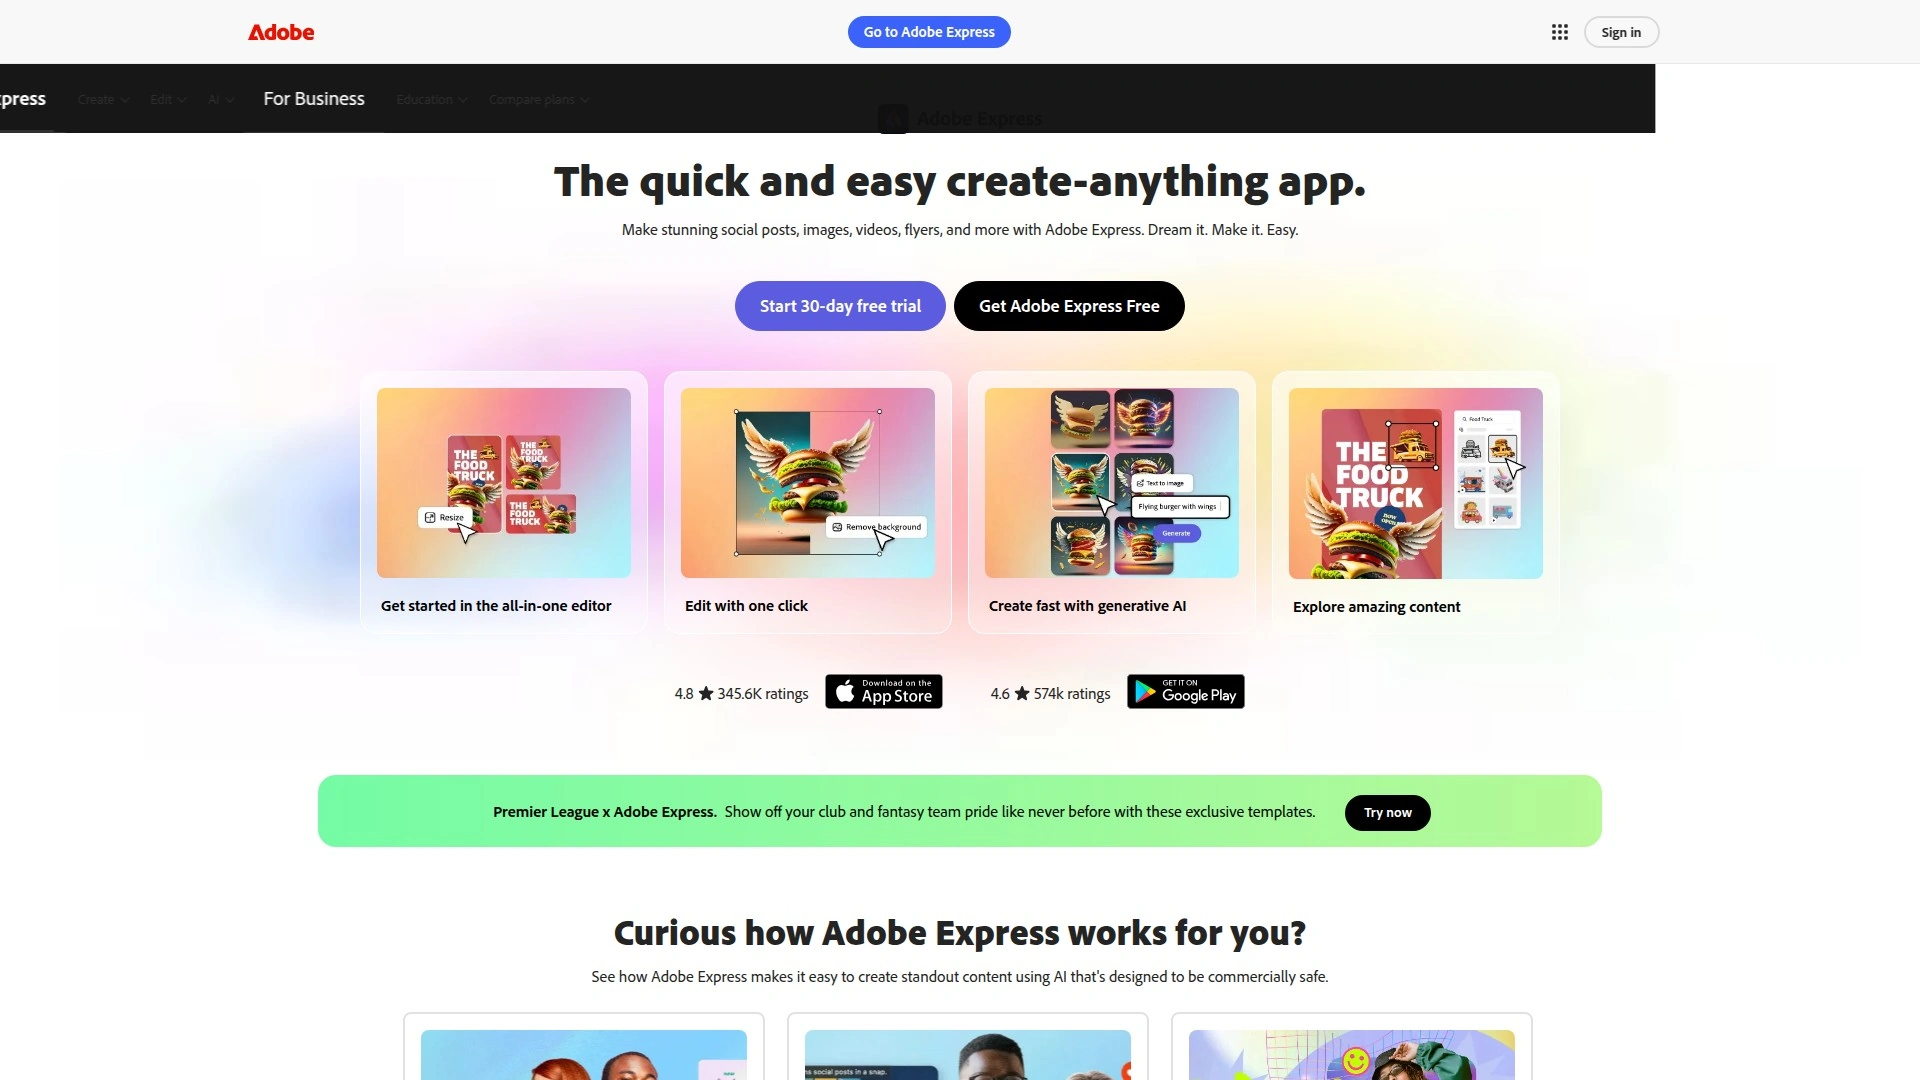 Adobe
Go to Adobe Express
Sign in
press
Create
Edit
AI
For Business
Education
Compare plans
Adobe Express
The quick and easy create-anything app.
Make stunning social posts, images, videos, flyers, and more with Adobe Express. Dream it. Make it. Easy.
Start 30-day free trial
Get Adobe Express Free
THE
FOOD
TRUCK
THE
FOOD
TRUCK
THE
FOOD
TRUCK
Resize
Remove background
Text to image
Flying burger with wings
Generate
THE
FOOD
TRUCK
NOW
OPEN
Food Truck
Get started in the all-in-one editor
Edit with one click
Create fast with generative AI
Explore amazing content
4.8 ★ 345.6K ratings
Download on the
App Store
4.6 ★ 574k ratings
GET IT ON
Google Play
Premier League x Adobe Express. Show off your club and fantasy team pride like never before with these exclusive templates.
Try now
Curious how Adobe Express works for you?
See how Adobe Express makes it easy to create standout content using AI that's designed to be commercially safe.
ns social posts in a snap.